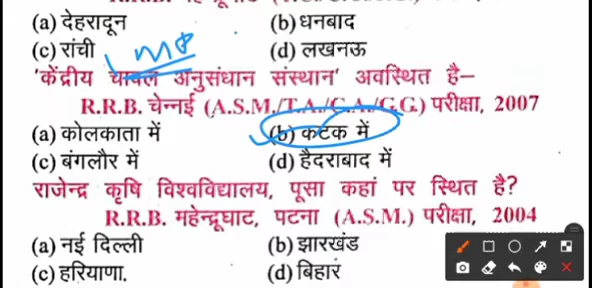 (a) देहरादून (b) धनबाद
(c) रांची (d) लखनऊ
'केंद्रीय चावल अनुसंधान संस्थान' अवस्थित है–
R.R.B. चेन्नई (A.S.M./T.A./C.A./G.G.) परीक्षा, 2007
(a) कोलकाता में (b) कटक में
(c) बंगलौर में (d) हैदराबाद में
राजेन्द्र कृषि विश्वविद्यालय, पूसा कहां पर स्थित है?
R.R.B. महेन्द्रूघाट, पटना (A.S.M.) परीक्षा, 2004
(a) नई दिल्ली (b) झारखंड
(c) हरियाणा. (d) बिहार